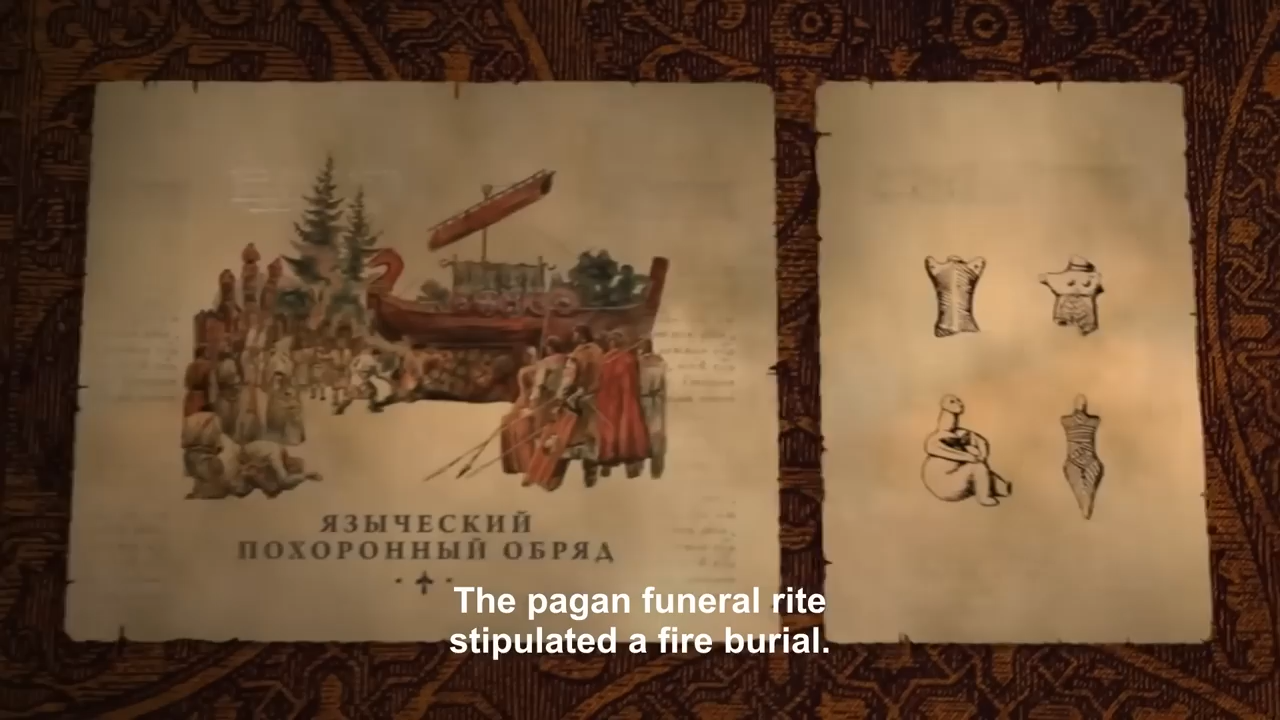 ЯЗЫЧЕСКИЙ
ПОХОРОННЫЙ ОБРЯД
The pagan funeral rite
stipulated a fire burial.